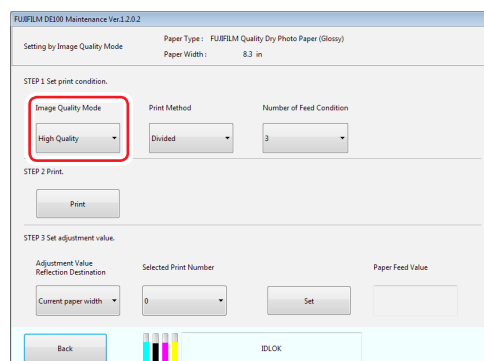 FUJIFILM DE100 Maintenance Ver.1.2.0.2
Setting by Image Quality Mode
Paper Type : FUJIFILM Quality Dry Photo Paper (Glossy)
Paper Width : 8.3 in
STEP 1 Set print condition.
Image Quality Mode Print Method Number of Feed Condition
High Quality Divided 3
STEP 2 Print.
Print
STEP 3 Set adjustment value.
Adjustment Value
Reflection Destination
Selected Print Number Paper Feed Value
Current paper width 0 Set
Back IDLOK